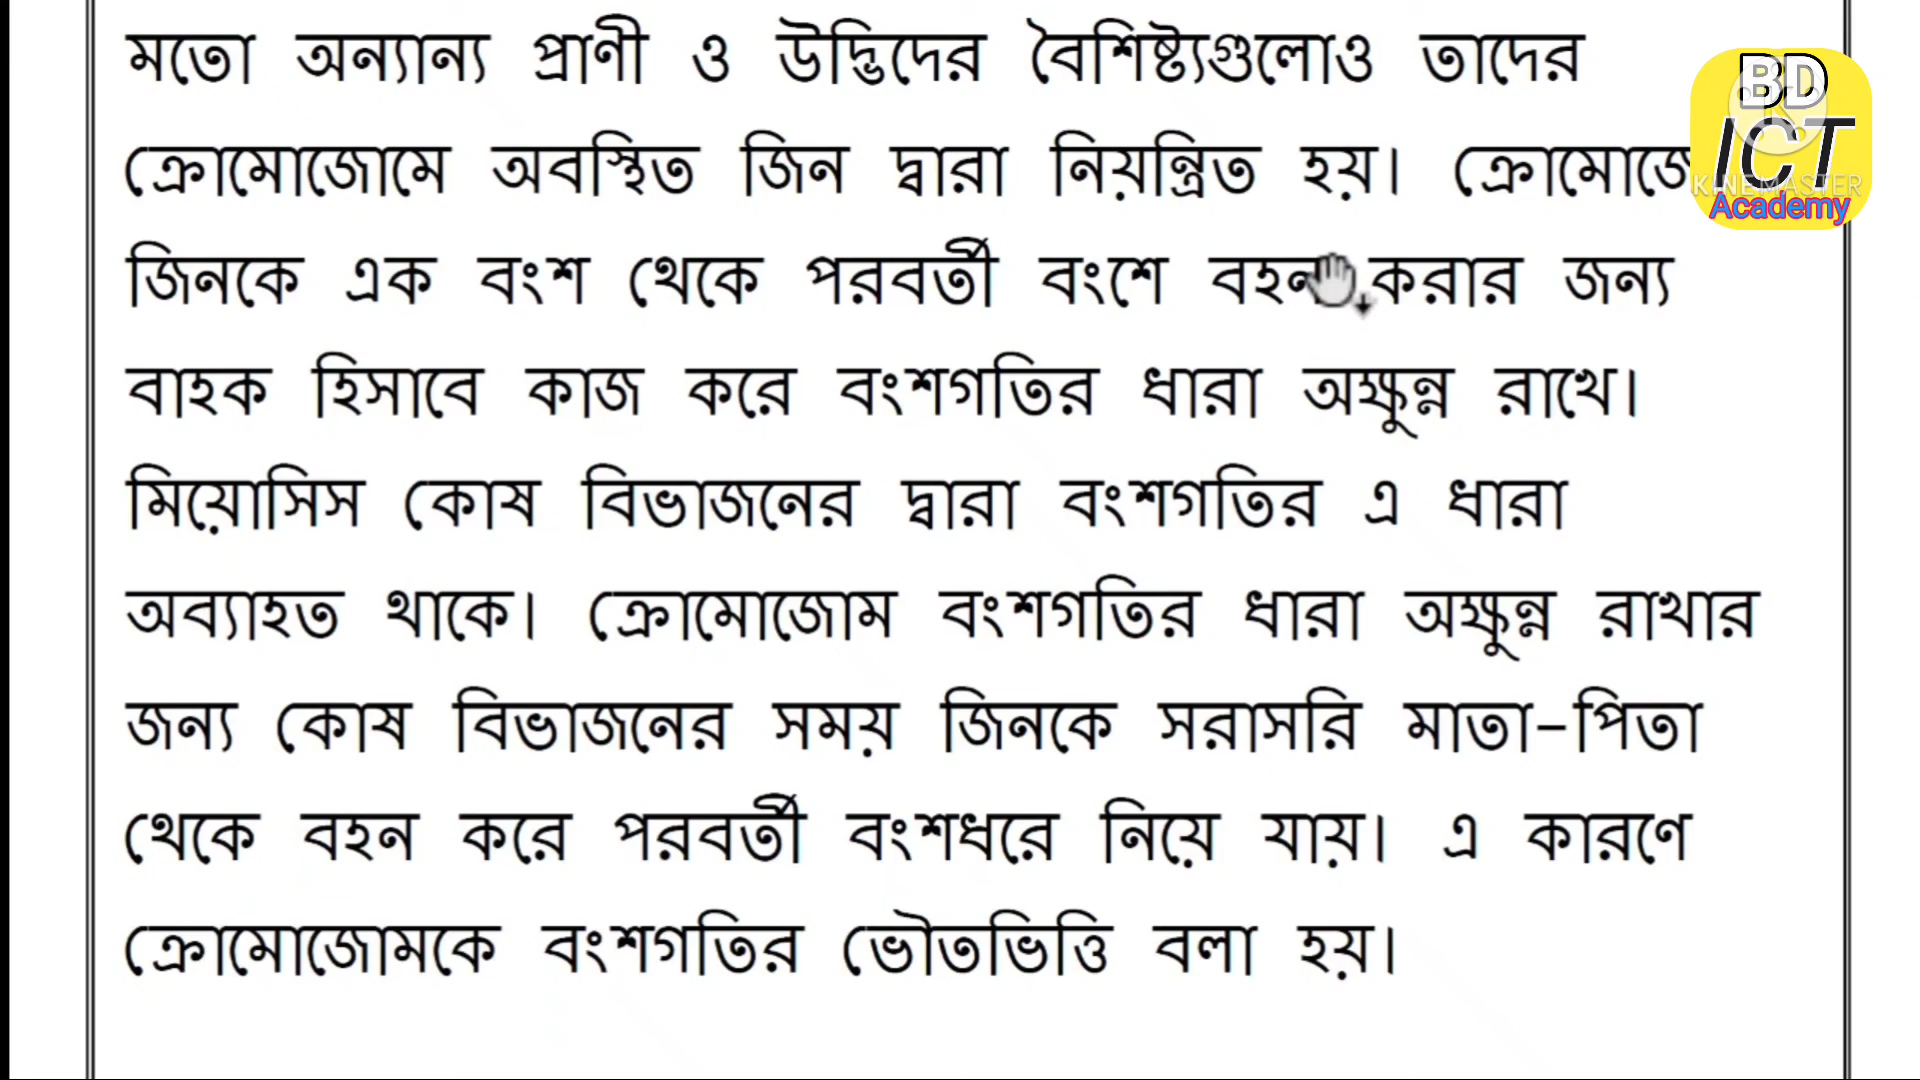 মতো অন্যান্য প্রাণী ও উদ্ভিদের বৈশিষ্ট্যগুলোও তাদের
ক্রোমোজোমে অবস্থিত জিন দ্বারা নিয়ন্ত্রিত হয়।
জিনকে এক বংশ থেকে পরবর্তী বংশে বহন করার জন্য
বাহক হিসাবে কাজ করে বংশগতির ধারা অক্ষুন্ন রাখে।
মিয়োসিস কোষ বিভাজনের দ্বারা বংশগতির এ ধারা
অব্যাহত থাকে। ক্রোমোজোম বংশগতির ধারা অক্ষুন্ন রাখার
জন্য কোষ বিভাজনের সময় জিনকে সরাসরি মাতা-পিতা
থেকে বহন করে পরবর্তী বংশধরে নিয়ে যায়। এ কারণে
ক্রোমোজোমকে বংশগতির ভৌতভিত্তি বলা হয়।
BD
ICT
KINEMASTER
Academy